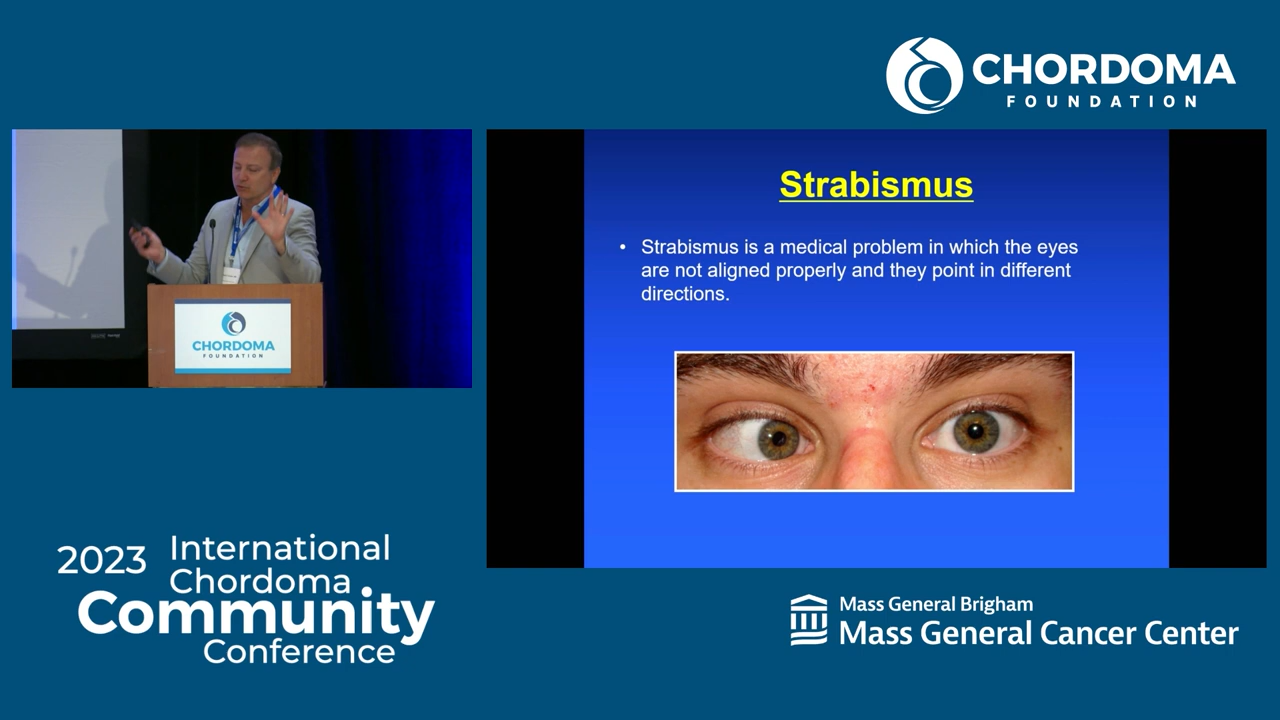 CHORDOMA
FOUNDATION
Strabismus
• Strabismus is a medical problem in which the eyes
are not aligned properly and they point in different
directions.
CHORDOMA
FOUNDATION
2023 International
Chordoma
Community
Conference
Mass General Brigham
Mass General Cancer Center